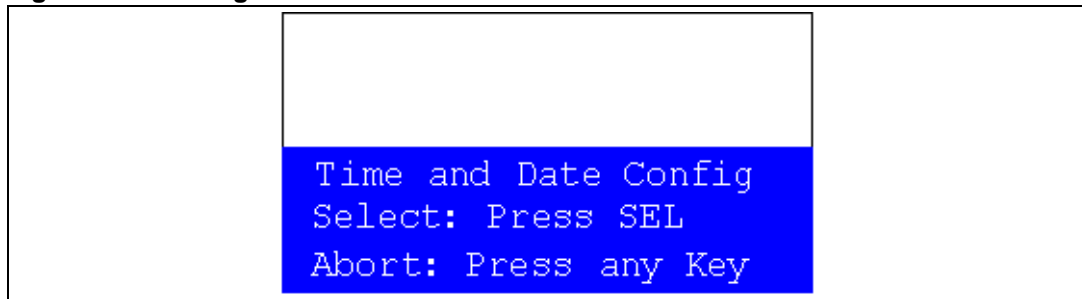 Time and Date Config
Select: Press SEL
Abort: Press any Key